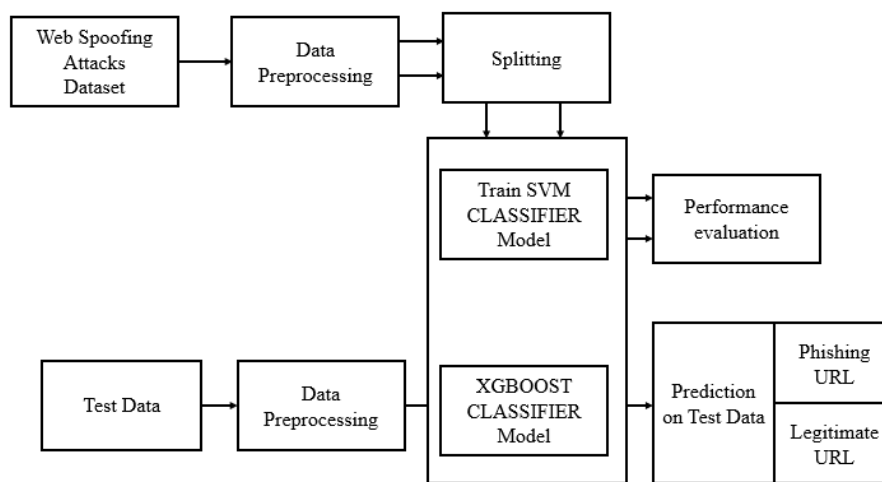 Web Spoofing
Attacks
Dataset
Data
Preprocessing
Splitting
Train SVM
CLASSIFIER
Model
Performance
evaluation
Test Data
Data
Preprocessing
XGBOOST
CLASSIFIER
Model
Prediction
on Test Data
Phishing
URL
Legitimate
URL